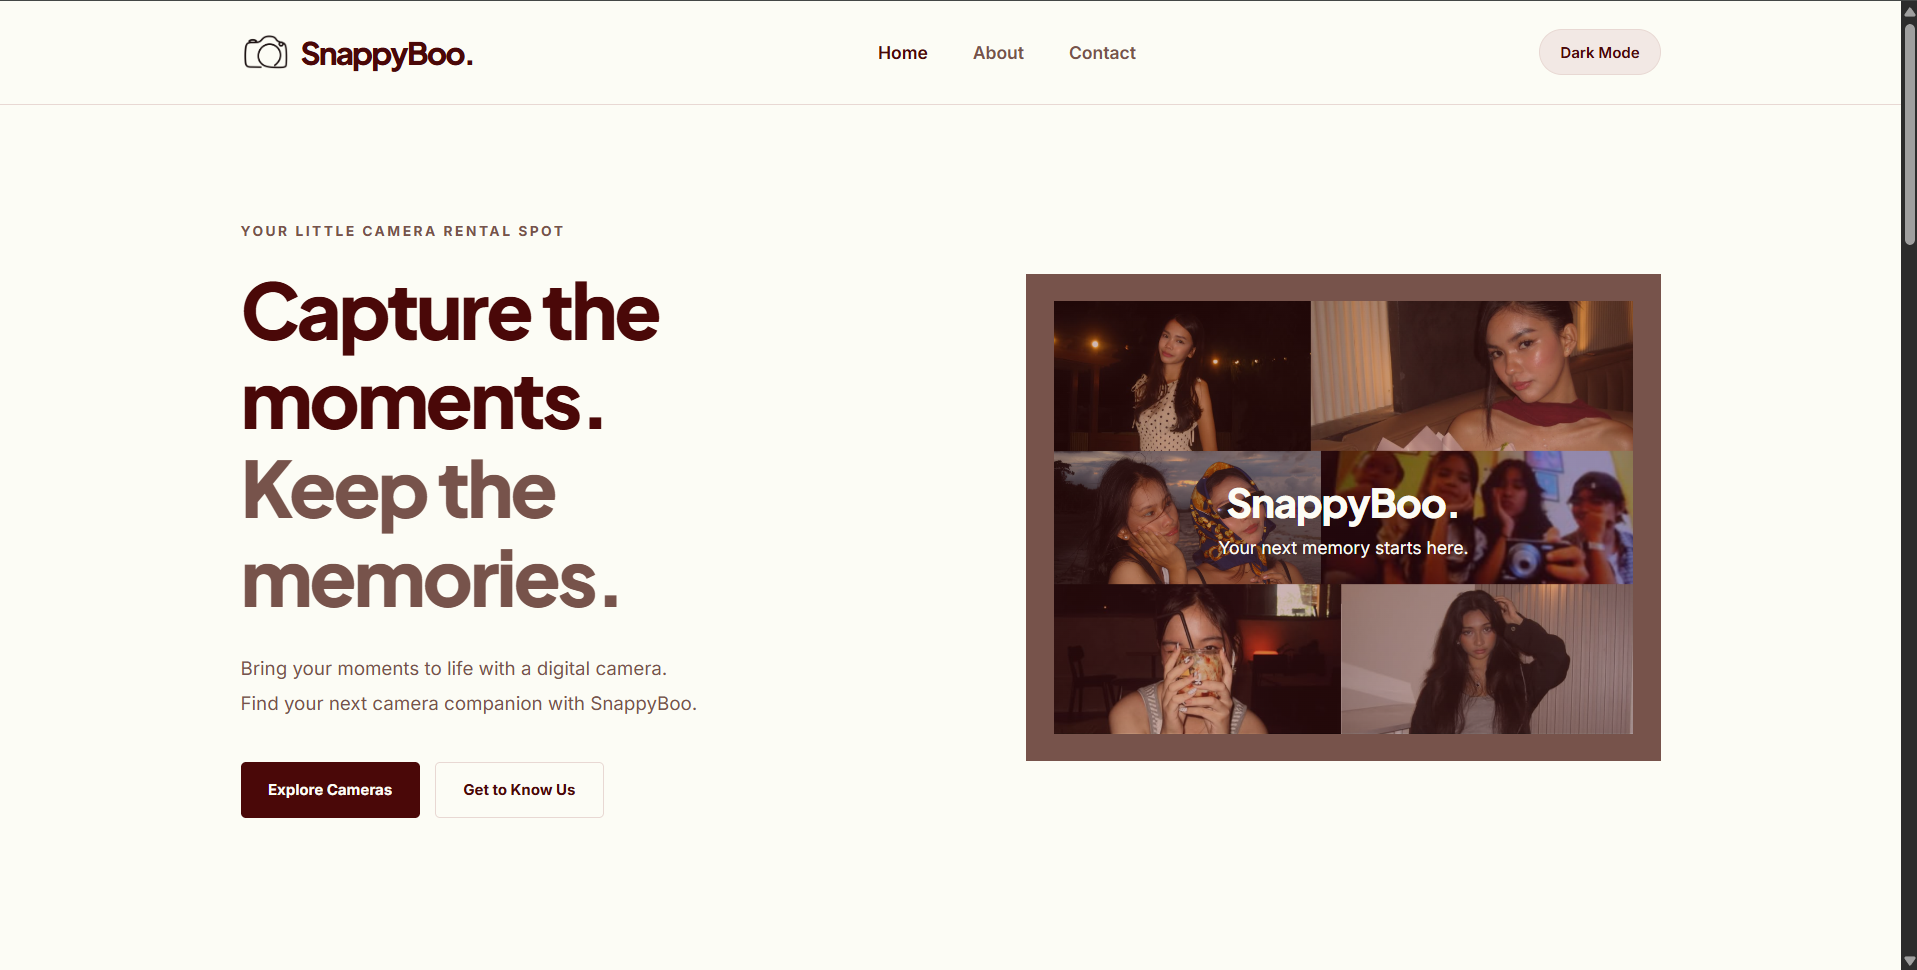 SnappyBoo.
Home
About
Contact
Dark Mode
YOUR LITTLE CAMERA RENTAL SPOT
Capture the
moments.
Keep the
memories.
Bring your moments to life with a digital camera.
Find your next camera companion with SnappyBoo.
Explore Cameras
Get to Know Us
SnappyBoo.
Your next memory starts here.